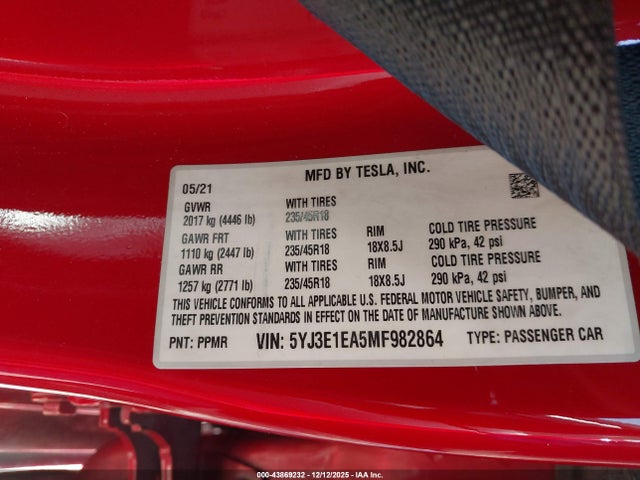 MFD BY TESLA, INC.
05/21
GVWR WITH TIRES
2017 kg (4446 lb) 235/45R18
GAWR FRT WITH TIRES RIM COLD TIRE PRESSURE
1110 kg (2447 lb) 235/45R18 18X8.5J 290 kPa, 42 psi
GAWR RR WITH TIRES RIM COLD TIRE PRESSURE
1257 kg (2771 lb) 235/45R18 18X8.5J 290 kPa, 42 psi
THIS VEHICLE CONFORMS TO ALL APPLICABLE U.S. FEDERAL MOTOR VEHICLE SAFETY, BUMPER, AND
THEFT PREVENTION STANDARDS IN EFFECT ON THE DATE OF MANUFACTURE SHOWN ABOVE.
PNT: PPMR VIN: 5YJ3E1EA5MF982864 TYPE: PASSENGER CAR
000-43869232 - 12/12/2025 - IAA Inc.